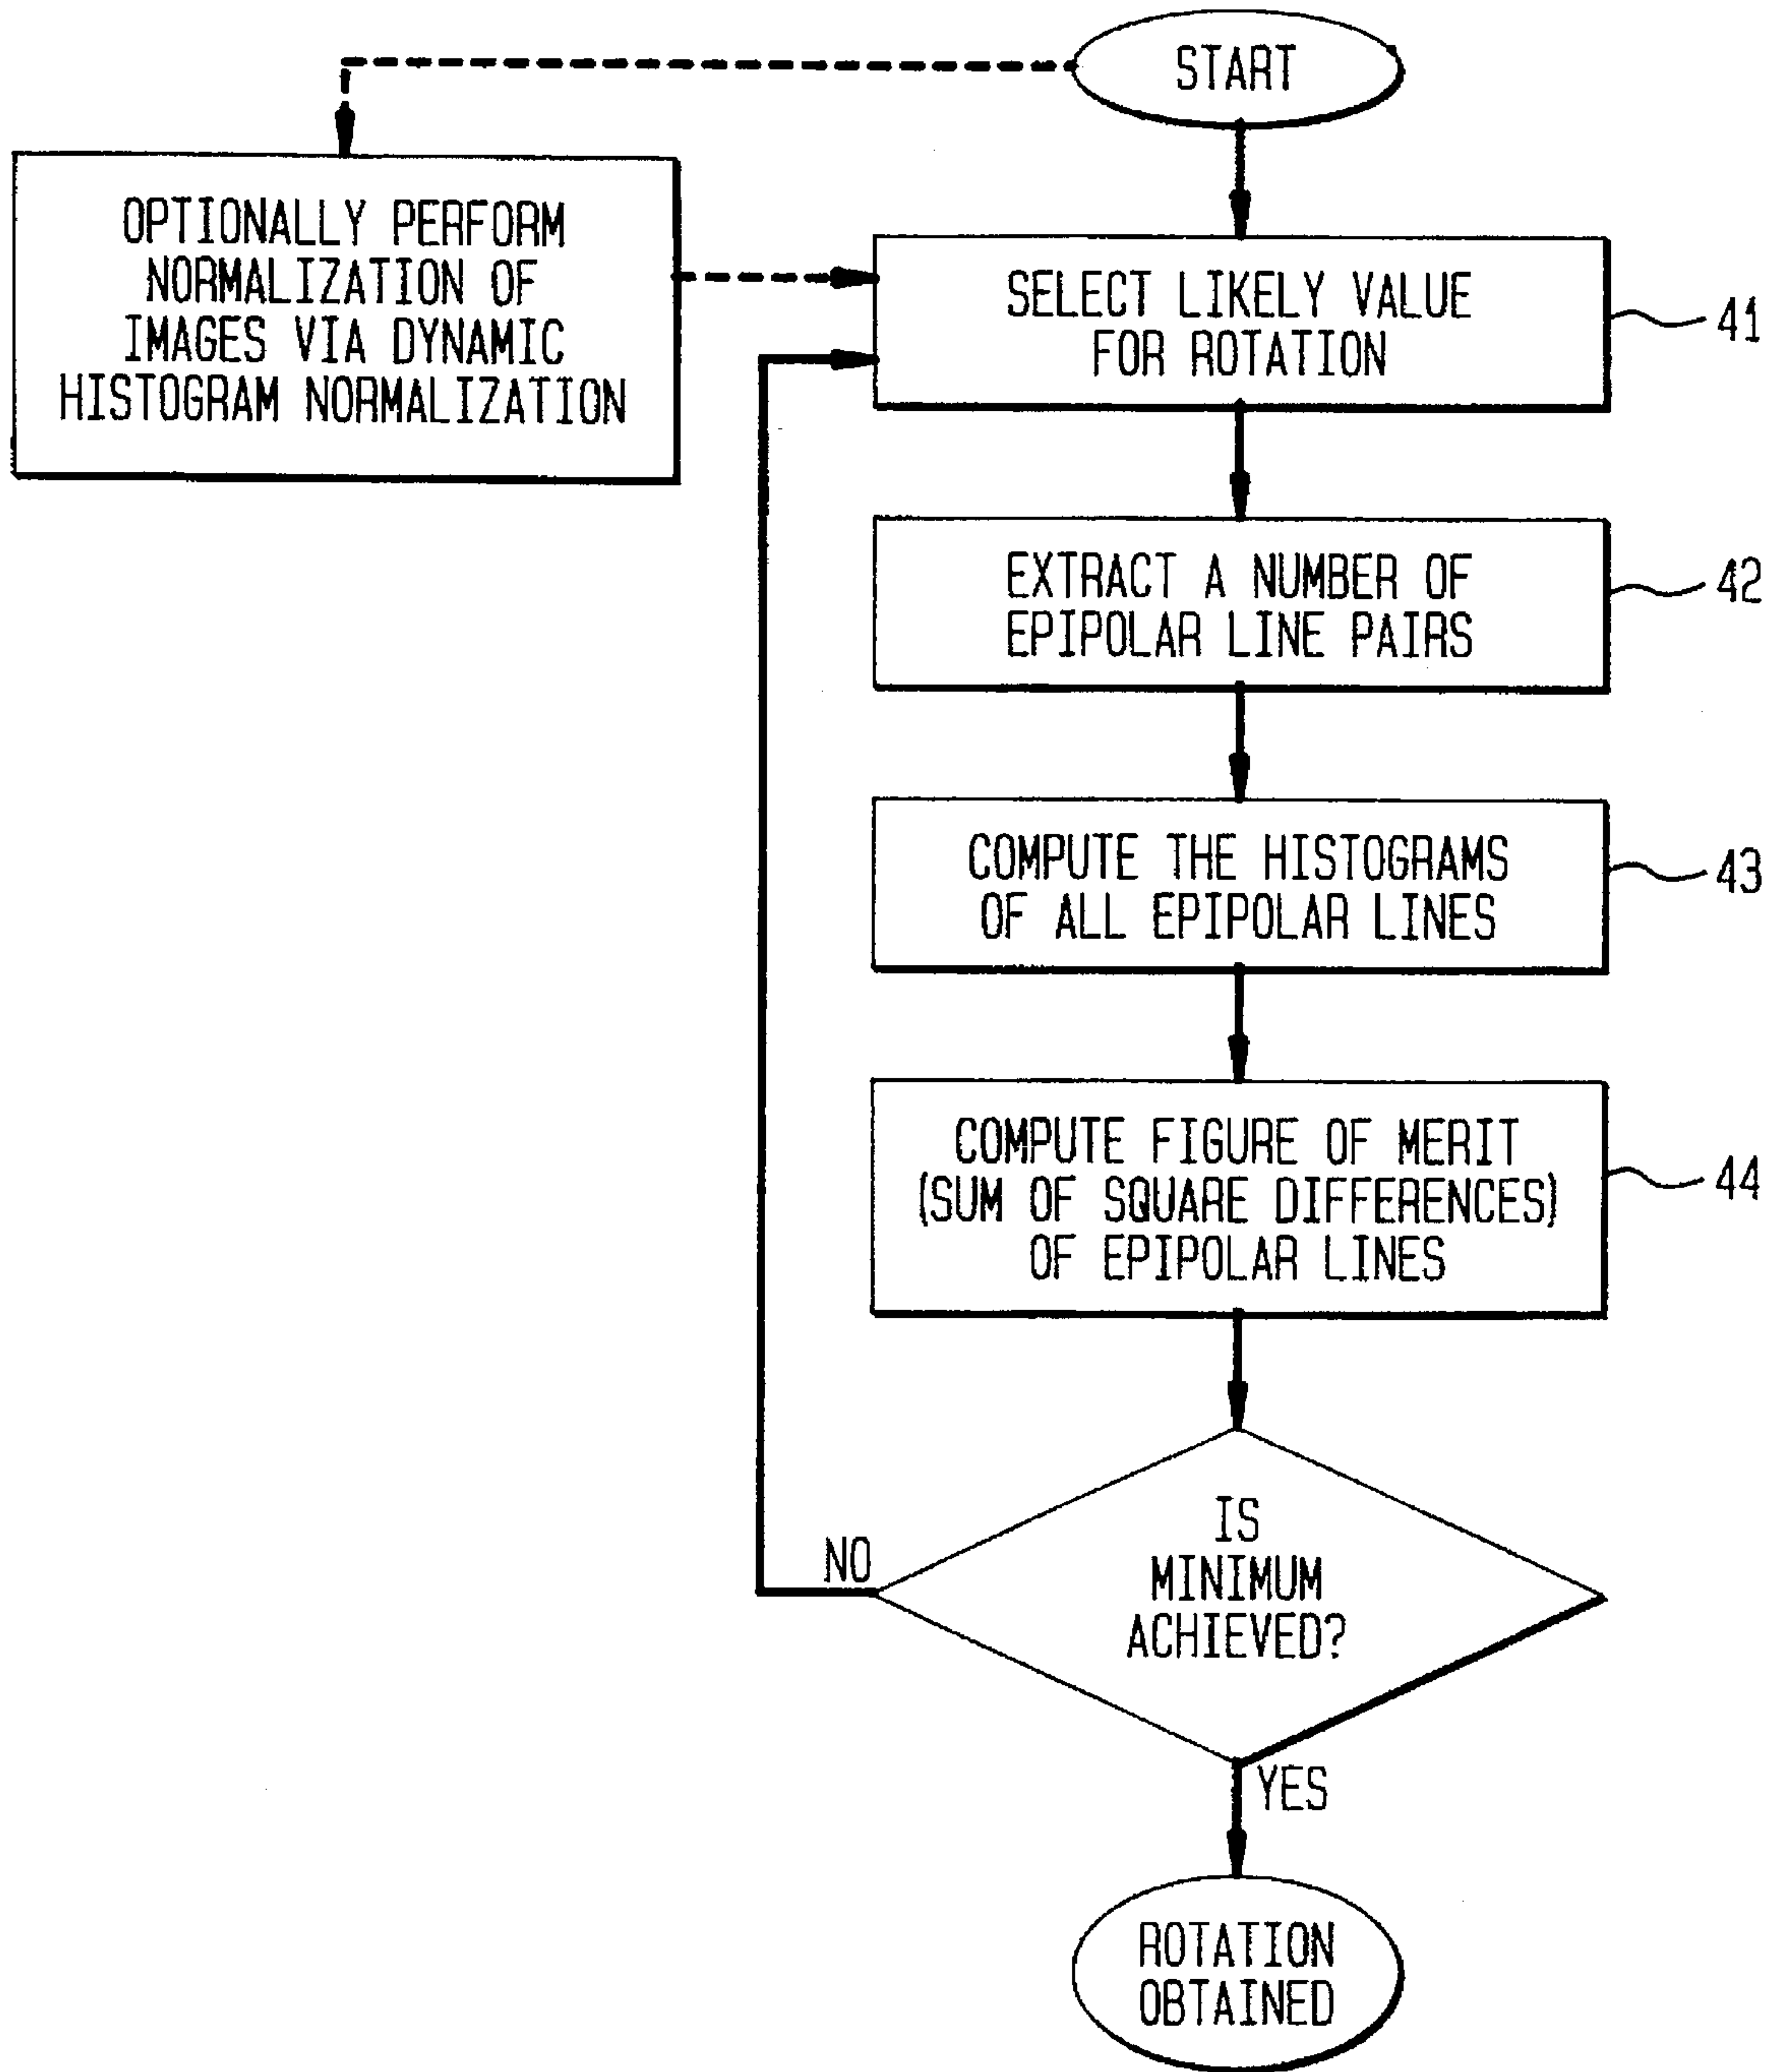 START
OPTIONALLY PERFORM
NORMALIZATION OF
IMAGES VIA DYNAMIC
HISTOGRAM NORMALIZATION
SELECT LIKELY VALUE
FOR ROTATION
41
EXTRACT A NUMBER OF
EPIPOLAR LINE PAIRS
42
COMPUTE THE HISTOGRAMS
OF ALL EPIPOLAR LINES
43
COMPUTE FIGURE OF MERIT
(SUM OF SQUARE DIFFERENCES)
OF EPIPOLAR LINES
44
IS
MINIMUM
ACHIEVED?
NO
YES
ROTATION
OBTAINED